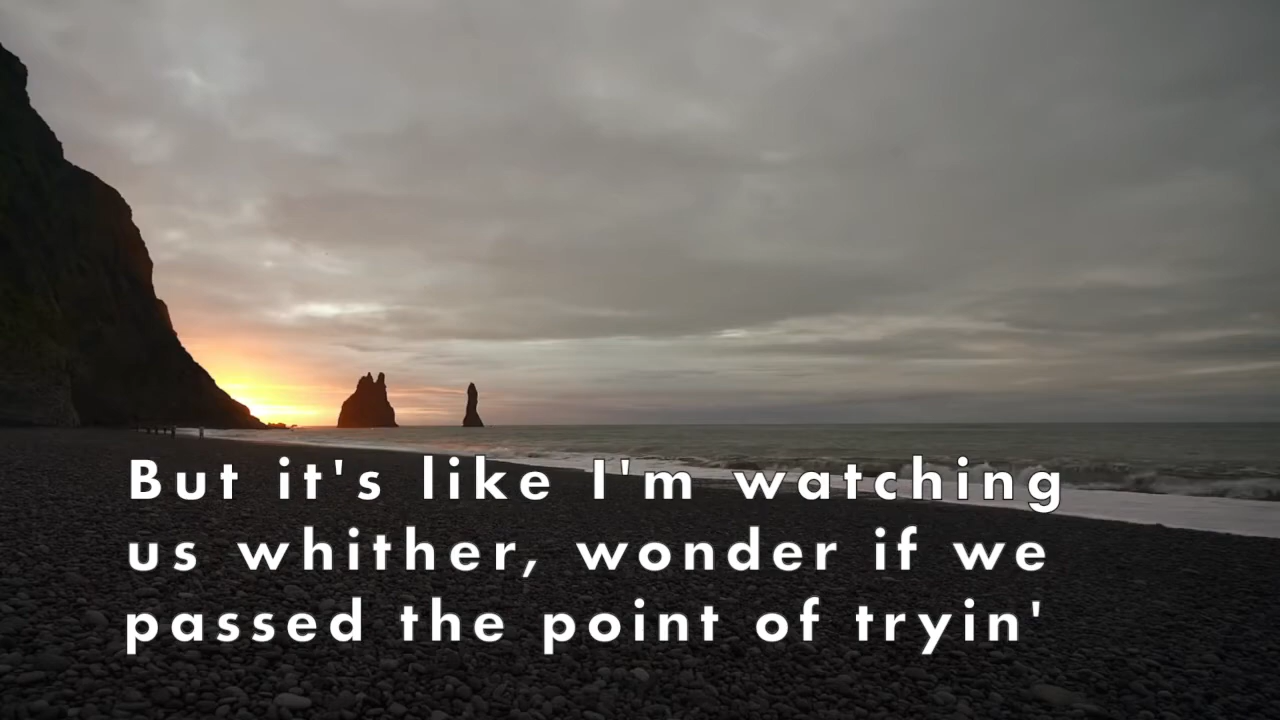 But it's like I'm watching
us whither, wonder if we
passed the point of tryin'